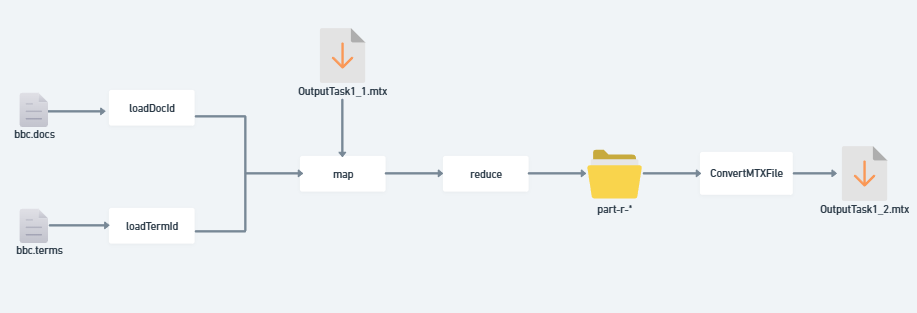 OutputTask1_1.mtx
bbc.docs
loadDocId
map
reduce
part-r-*
ConvertMTXFile
OutputTask1_2.mtx
bbc.terms
loadTermId